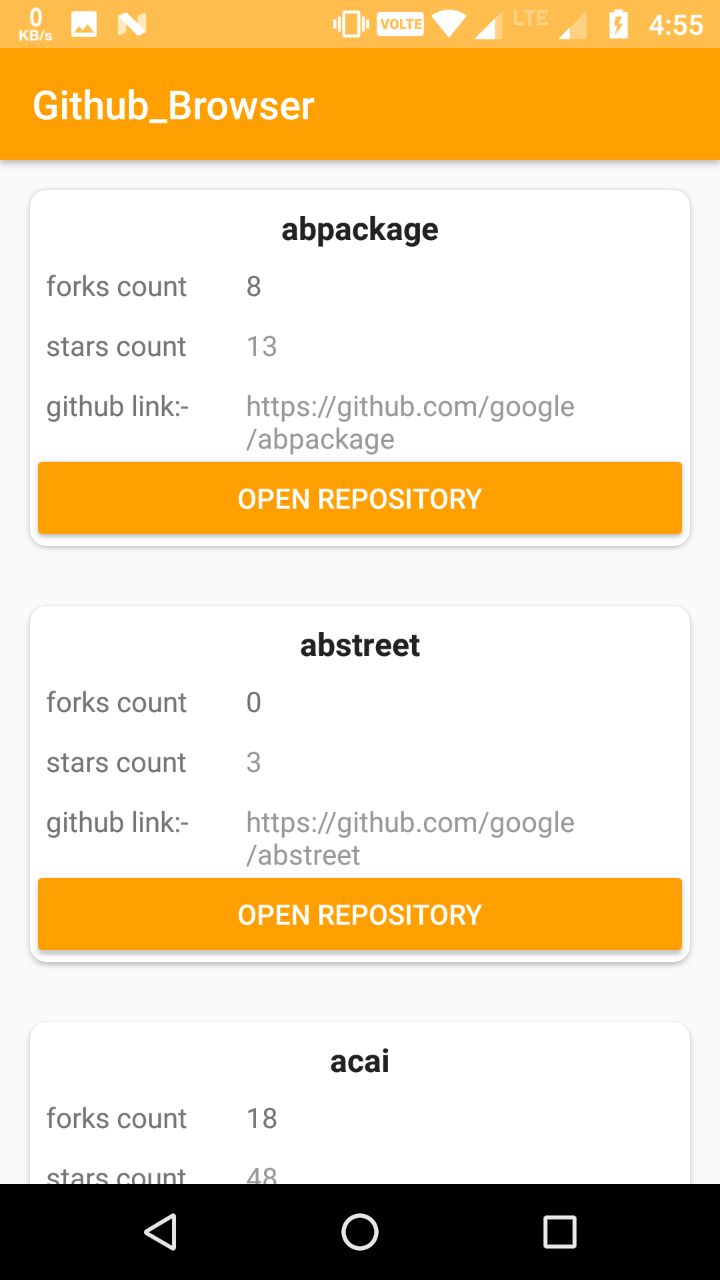 0
KB/s VOLTE LTE 4:55
Github_Browser
abpackage
forks count 8
stars count 13
github link:- https://github.com/google
/abpackage
OPEN REPOSITORY
abstreet
forks count 0
stars count 3
github link:- https://github.com/google
/abstreet
OPEN REPOSITORY
acai
forks count 18
stars count 48